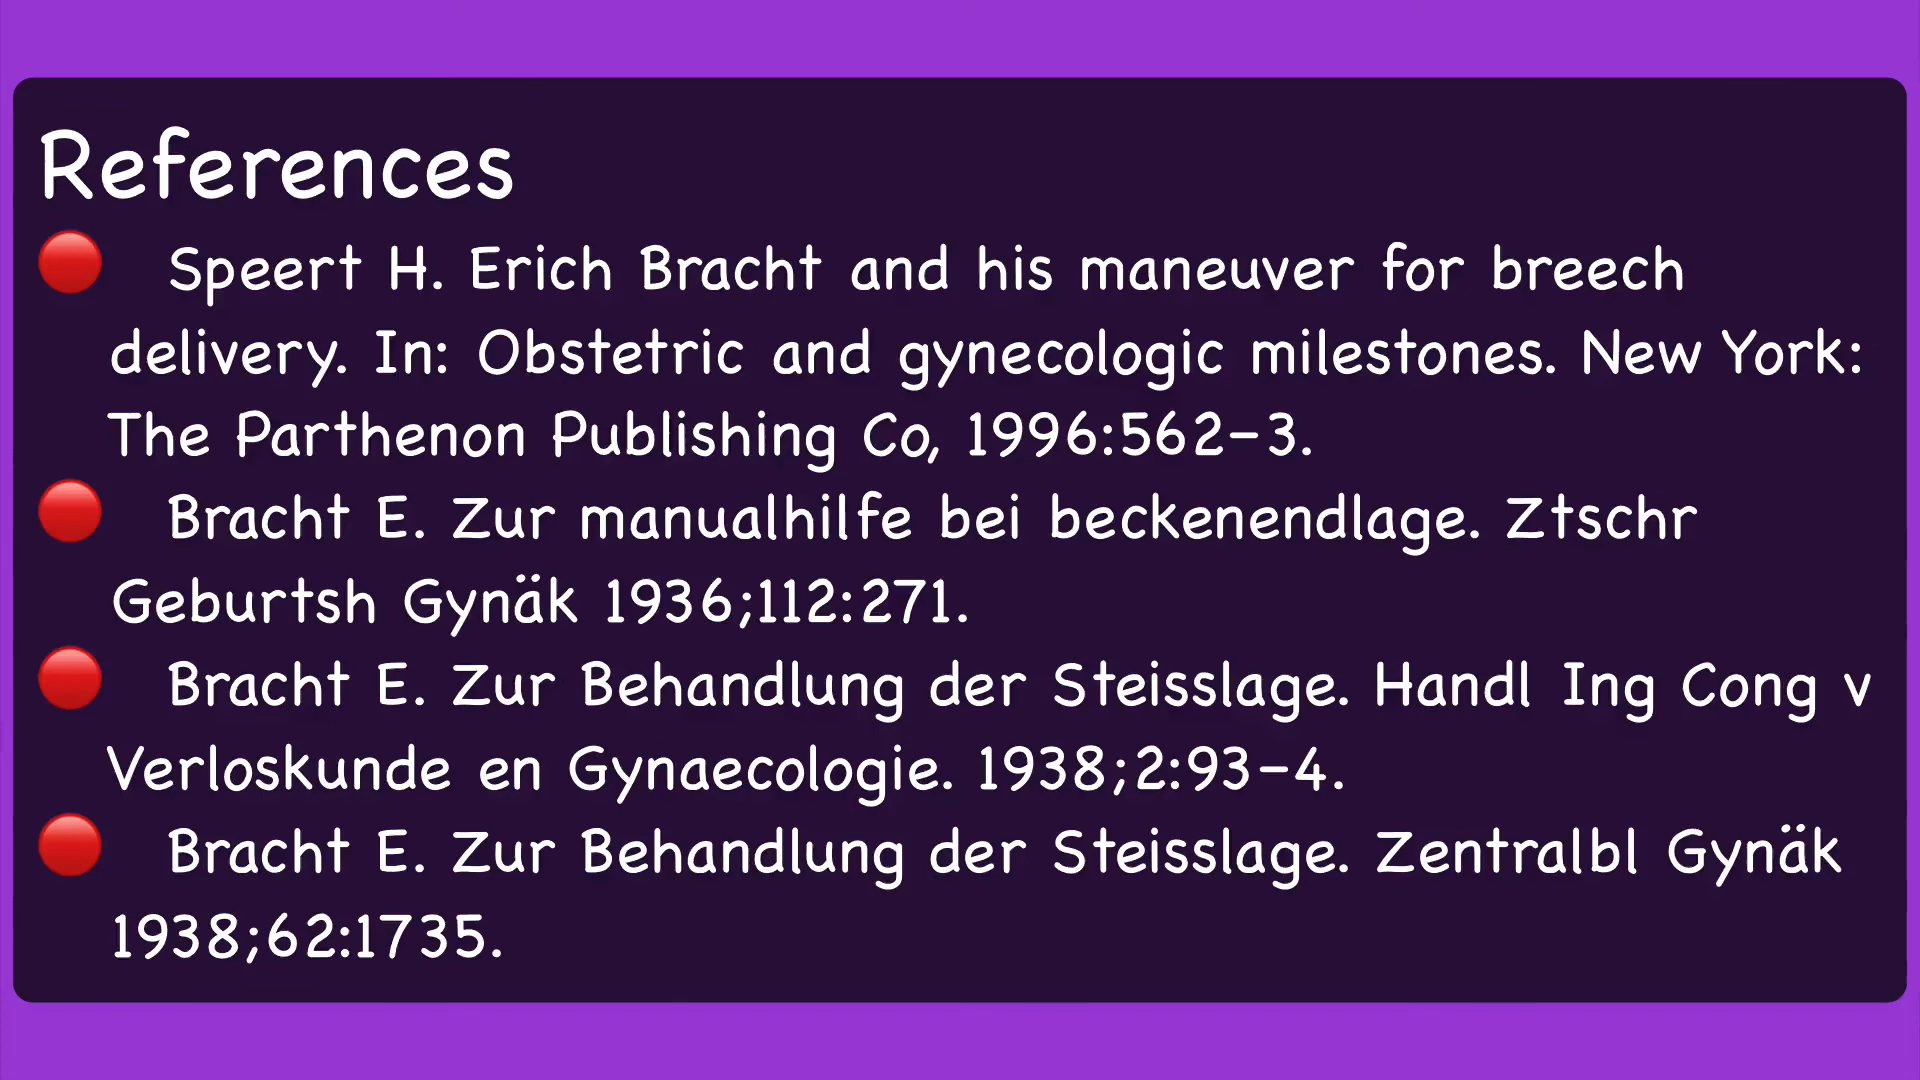 References
Speert H. Erich Bracht and his maneuver for breech
delivery. In: Obstetric and gynecologic milestones. New York:
The Parthenon Publishing Co, 1996:562–3.
Bracht E. Zur manualhilfe bei beckenendlage. Ztschr
Geburtsh Gynäk 1936;112:271.
Bracht E. Zur Behandlung der Steisslage. Handl Ing Cong v
Verloskunde en Gynaecologie. 1938;2:93–4.
Bracht E. Zur Behandlung der Steisslage. Zentralbl Gynäk
1938;62:1735.